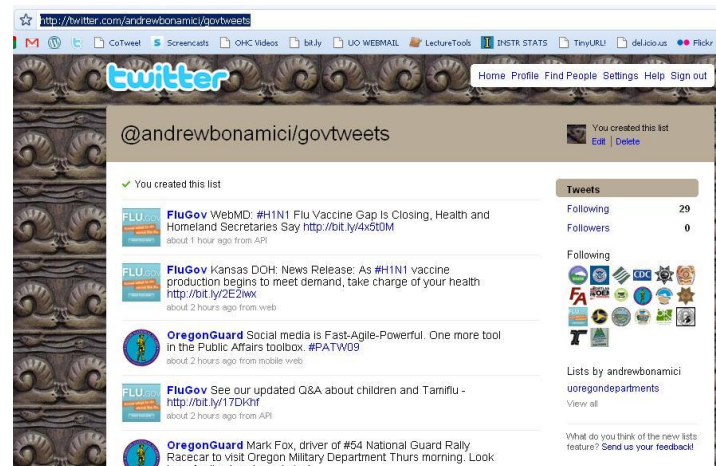 http://twitter.com/andrewbonamici/govtweets
CoTweet Screencasts OHC Videos bit.ly UO WEBMAIL LectureTools INSTR STATS TinyURL! del.icio.us Flickr
twitter
Home Profile Find People Settings Help Sign out
@andrewbonamici/govtweets
You created this list
Edit | Delete
You created this list
FLU.GOV
FluGov WebMD: #H1N1 Flu Vaccine Gap Is Closing, Health and
Homeland Secretaries Say http://bit.ly/4x5t0M
about 1 hour ago from API
FLU.GOV
FluGov Kansas DOH: News Release: As #H1N1 vaccine
production begins to meet demand, take charge of your health
http://bit.ly/2E2iwx
about 2 hours ago from web
OregonGuard Social media is Fast-Agile-Powerful. One more tool
in the Public Affairs toolbox. #PATW09
about 2 hours ago from mobile web
FLU.GOV
FluGov See our updated Q&A about children and Tamiflu -
http://bit.ly/17DKhf
about 2 hours ago from API
OregonGuard Mark Fox, driver of #54 National Guard Rally
Racecar to visit Oregon Military Department Thurs morning. Look
Tweets
Following 29
Followers 0
Following
CDC
FA
Lists by andrewbonamici
uoregondepartments
View all
What do you think of the new lists
feature? Send us your feedback!